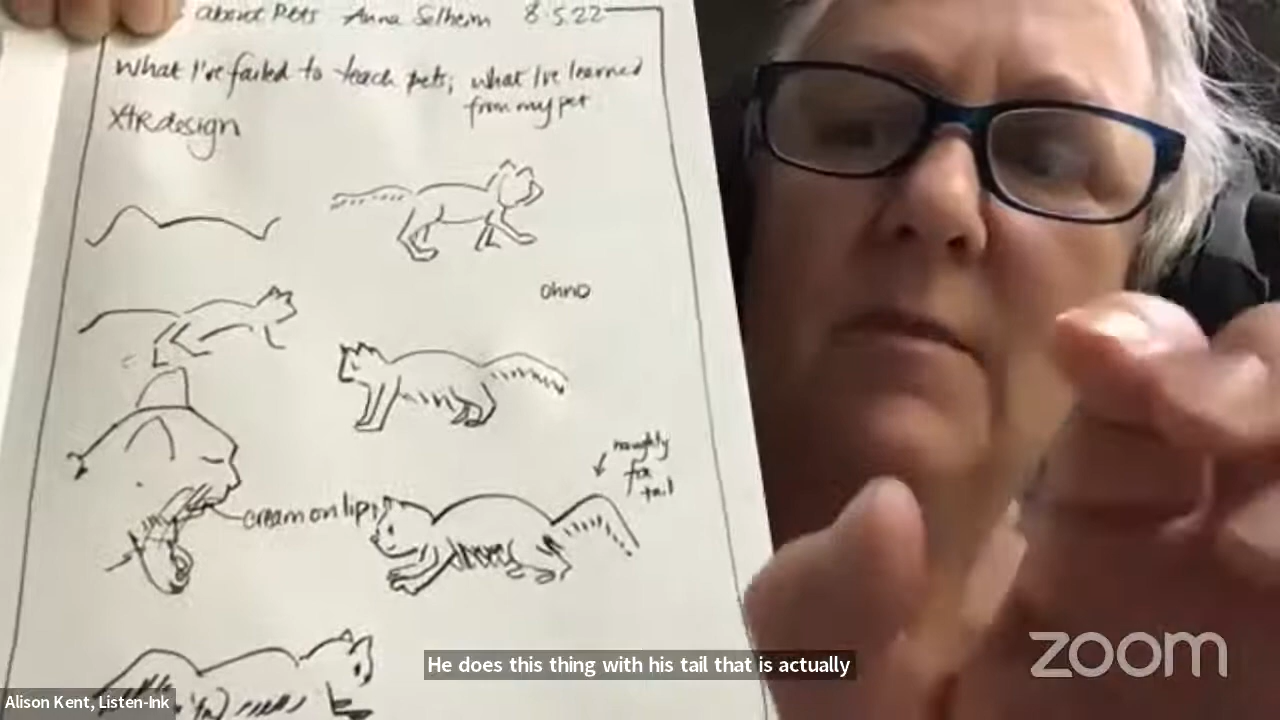 about Pets Anna Selheim 8.5.22
What I've failed to teach pets; what I've learned
from my pet
XtRdesign
ohno
naughty
fox
tail
cream on lips
He does this thing with his tail that is actually
zoom
Alison Kent, Listen-Ink